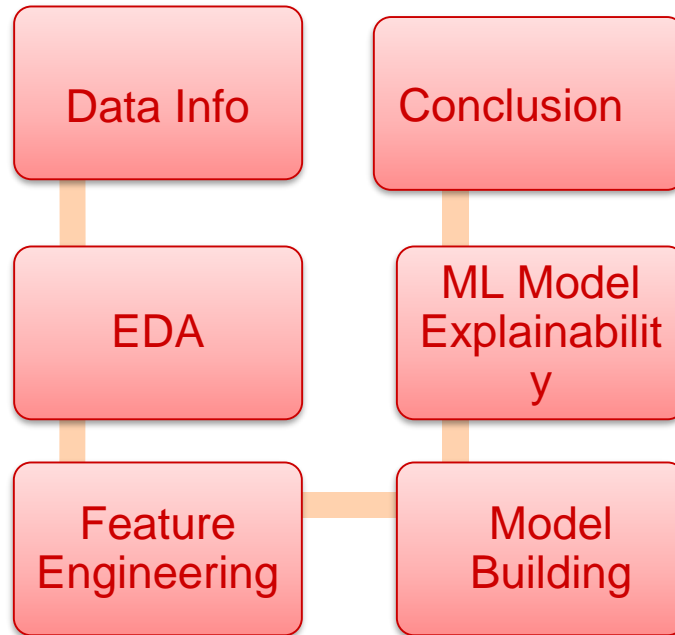 Data Info
EDA
Feature
Engineering
Model
Building
ML Model
Explainabilit
y
Conclusion